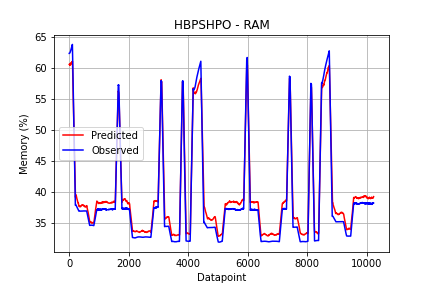 HBPSHPO - RAM
Memory (%)
65
60
55
50
45
40
35
Predicted
Observed
0
2000
4000
6000
8000
10000
Datapoint